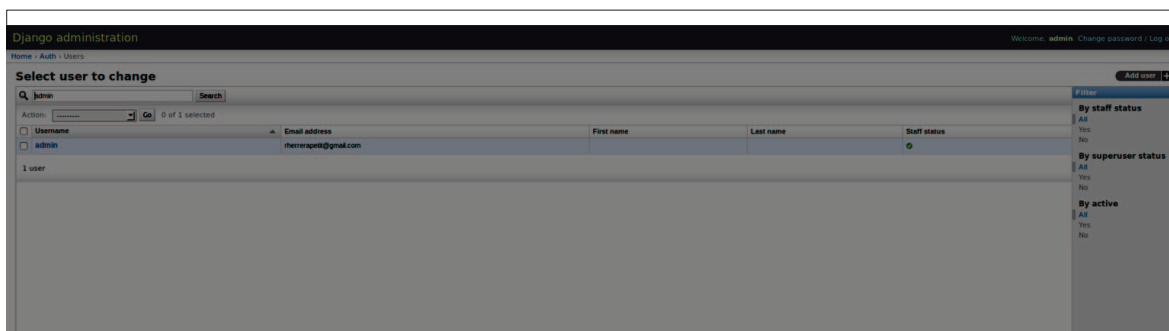 Django administration
Welcome, admin. Change password / Log o
Home › Auth › Users
Select user to change
Add user +
admin Search
Action: --------- Go 0 of 1 selected
Username Email address First name Last name Staff status
admin rherrerapetit@gmail.com
1 user
Filter
By staff status
All
Yes
No
By superuser status
All
Yes
No
By active
All
Yes
No